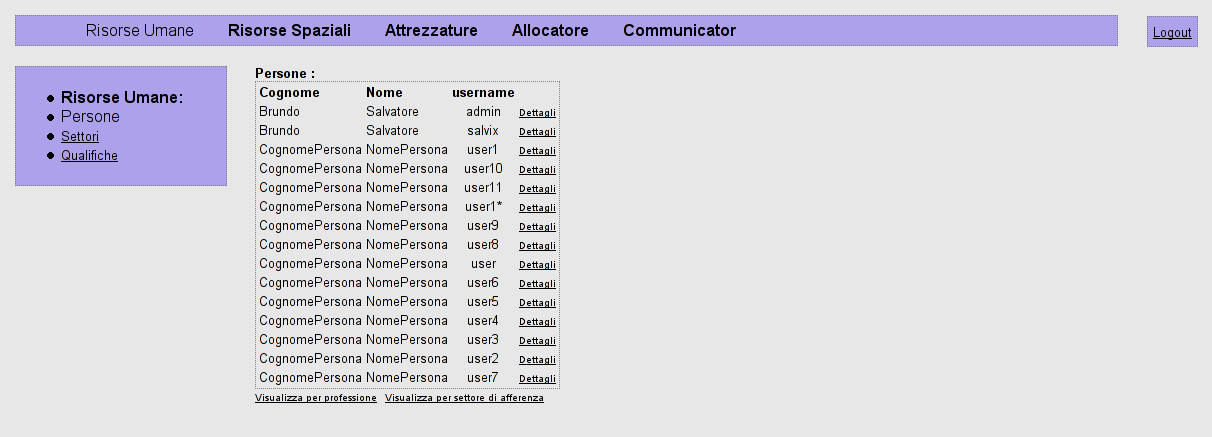 Risorse Umane Risorse Spaziali Attrezzature Allocatore Communicator Logout
Risorse Umane:
Persone
Settori
Qualifiche
Persone :
Cognome Nome username
Brundo Salvatore admin Dettagli
Brundo Salvatore salvix Dettagli
CognomePersona NomePersona user1 Dettagli
CognomePersona NomePersona user10 Dettagli
CognomePersona NomePersona user11 Dettagli
CognomePersona NomePersona user1* Dettagli
CognomePersona NomePersona user9 Dettagli
CognomePersona NomePersona user8 Dettagli
CognomePersona NomePersona user Dettagli
CognomePersona NomePersona user6 Dettagli
CognomePersona NomePersona user5 Dettagli
CognomePersona NomePersona user4 Dettagli
CognomePersona NomePersona user3 Dettagli
CognomePersona NomePersona user2 Dettagli
CognomePersona NomePersona user7 Dettagli
Visualizza per professione Visualizza per settore di afferenza